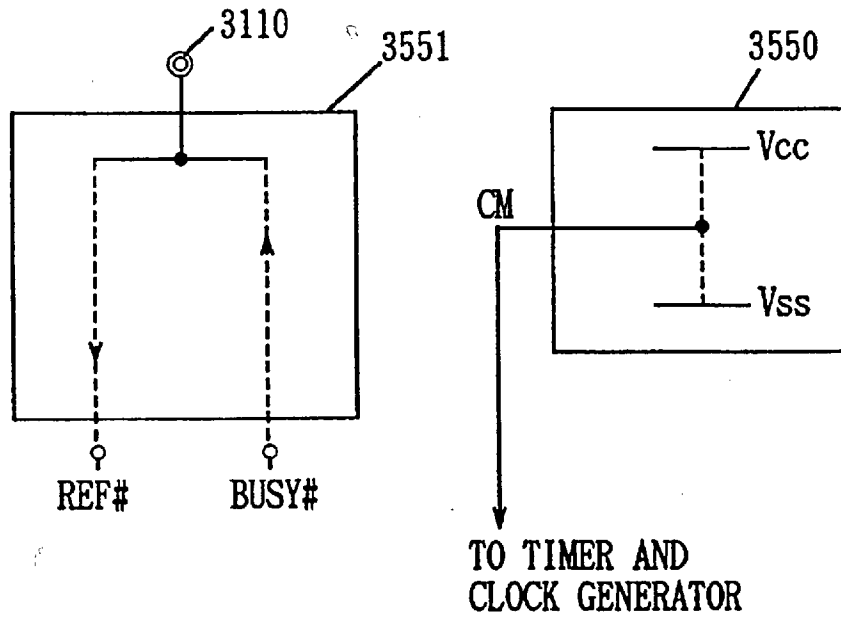 3110
3551
3550
Vcc
CM
Vss
REF#
BUSY#
TO TIMER AND
CLOCK GENERATOR